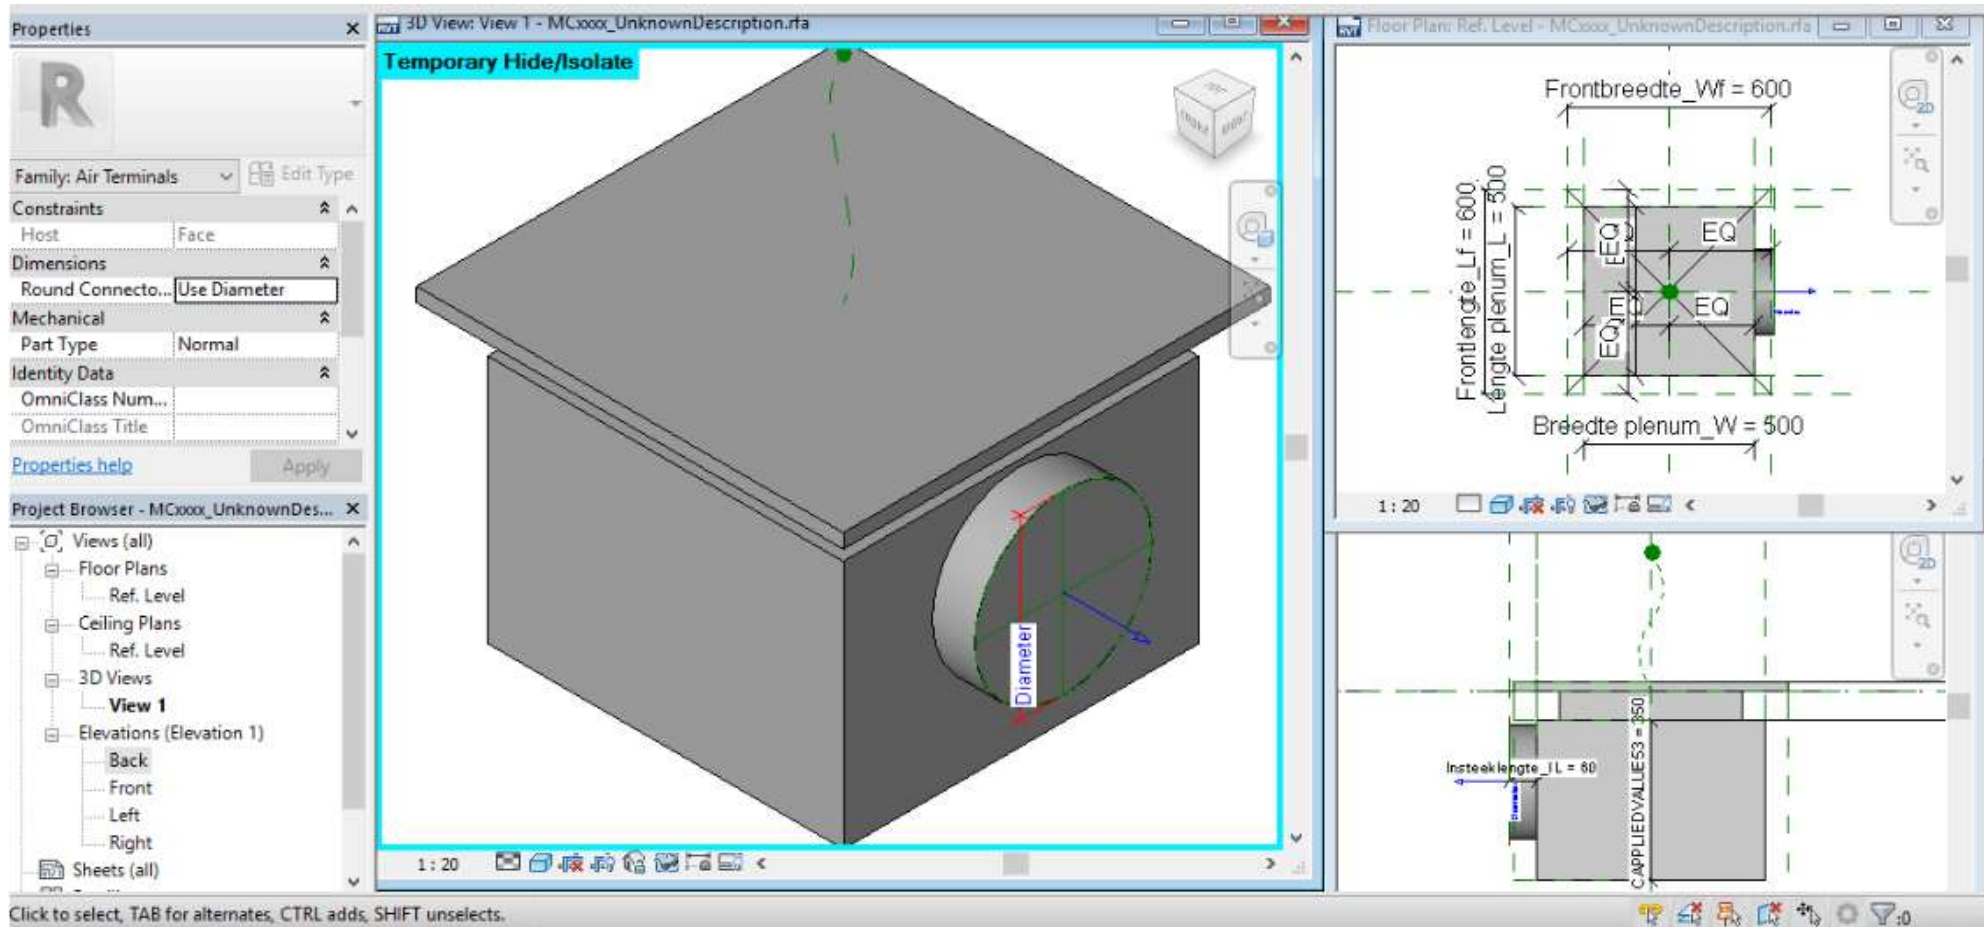 Properties
R
Family: Air Terminals
Edit Type
Constraints
Host Face
Dimensions
Round Connecto... Use Diameter
Mechanical
Part Type Normal
Identity Data
OmniClass Num...
OmniClass Title
Properties help
Apply
Project Browser - MCxxxx_UnknownDes...
Views (all)
Floor Plans
Ref. Level
Ceiling Plans
Ref. Level
3D Views
View 1
Elevations (Elevation 1)
Back
Front
Left
Right
Sheets (all)
3D View: View 1 - MCxxxx_UnknownDescription.rfa
Temporary Hide/Isolate
Diameter
1 : 20
Floor Plan: Ref. Level - MCxxxx_UnknownDescription.rfa
Frontbreedte_Wf = 600
2D
Frontlengte_Lf = 600
Lengte plenum_L = 500
EQ
EQ
EQ
EQ
Breedte plenum_W = 500
1 : 20
2D
Insteeklengte_IL = 60
CAPPLIEDVALUE53 = 350
Click to select, TAB for alternates, CTRL adds, SHIFT unselects.
:0